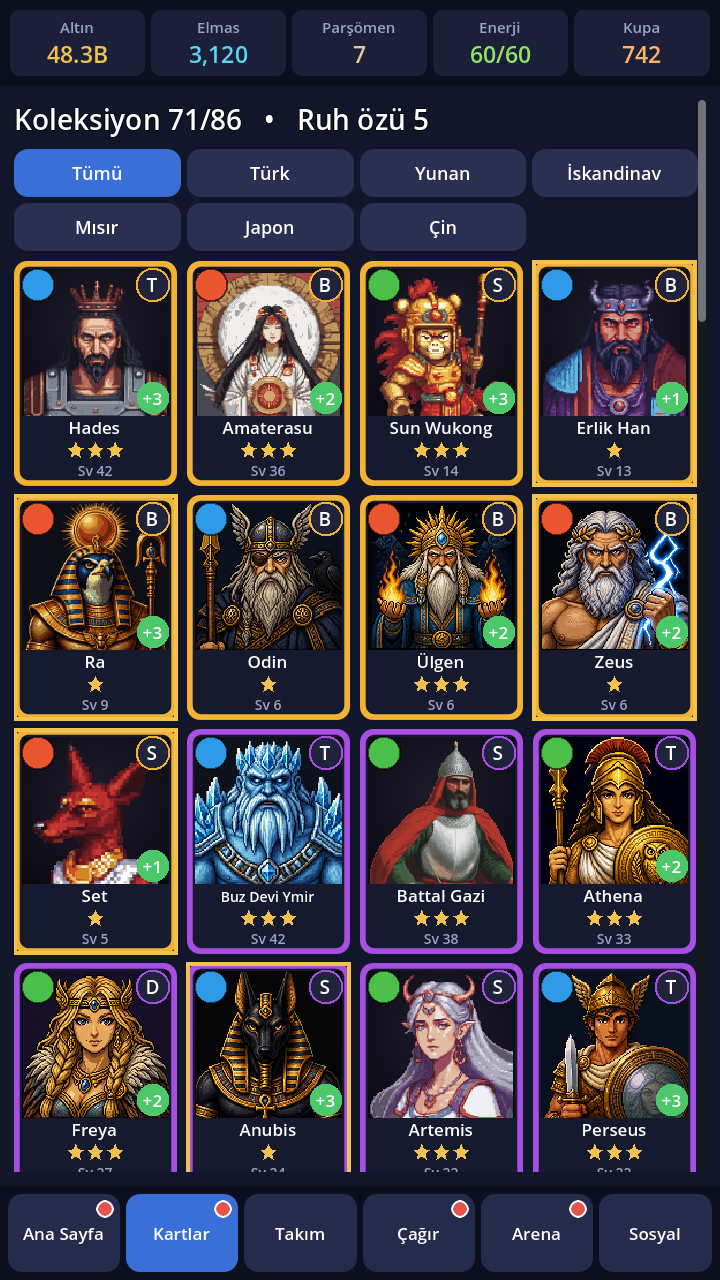 Altın Elmas Parşömen Enerji Kupa
48.3B 3,120 7 60/60 742
Koleksiyon 71/86 • Ruh özü 5
Tümü Türk Yunan İskandinav
Mısır Japon Çin
T B S B
+3 +2 +3 +1
Hades Amaterasu Sun Wukong Erlik Han
Sv 42 Sv 36 Sv 14 Sv 13
B B B B
+3 +2 +2
Ra Odin Ülgen Zeus
Sv 9 Sv 6 Sv 6 Sv 6
S T S T
+1 +2
Set Buz Devi Ymir Battal Gazi Athena
Sv 5 Sv 42 Sv 38 Sv 33
D S S T
+2 +3 +3
Freya Anubis Artemis Perseus
Ana Sayfa Kartlar Takım Çağır Arena Sosyal